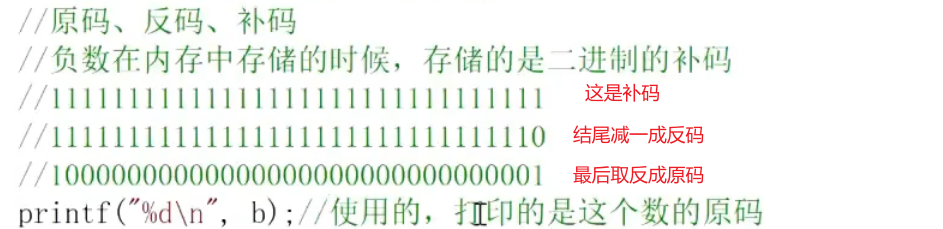 //原码、反码、补码
//负数在内存中存储的时候，存储的是二进制的补码
//11111111111111111111111111111111 这是补码
//11111111111111111111111111111110 结尾减一成反码
//10000000000000000000000000000001 最后取反成原码
printf("%d\n", b);//使用的，打印的是这个数的原码